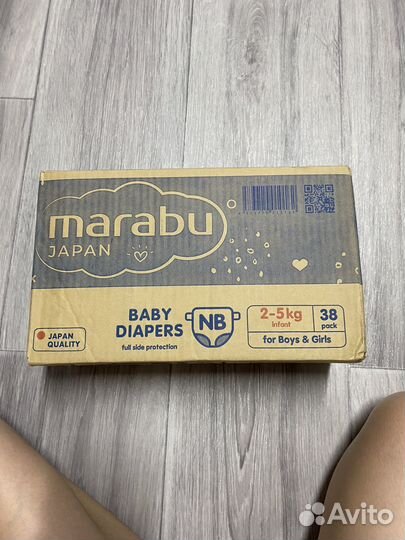 marabu
JAPAN
JAPAN
QUALITY
BABY
DIAPERS
full side protection
NB
2-5kg
Infant
38
pack
for Boys & Girls
Avito